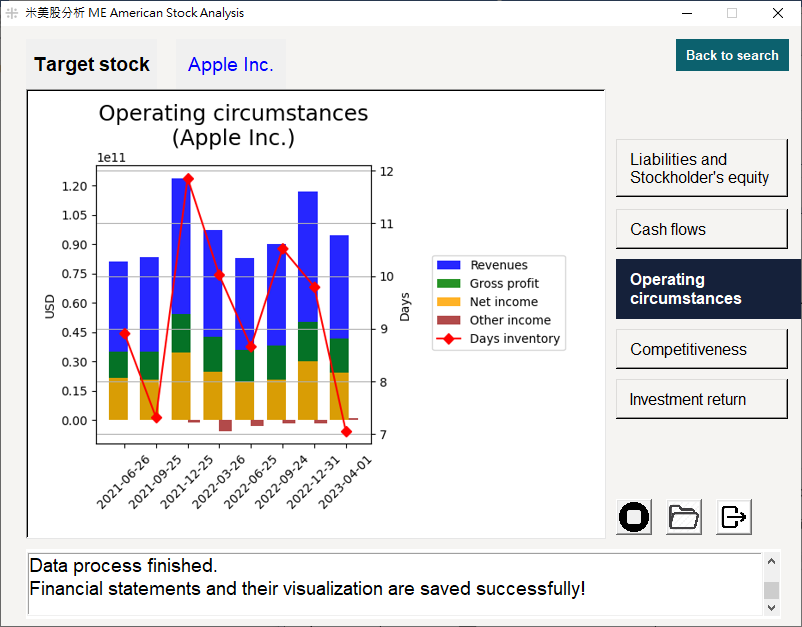 米美股分析 ME American Stock Analysis
Target stock
Apple Inc.
Back to search
Operating circumstances
(Apple Inc.)
1e11
1.20
1.05
0.90
0.75
0.60
0.45
0.30
0.15
0.00
USD
12
11
10
9
8
7
Days
2021-06-26
2021-09-25
2021-12-25
2022-03-26
2022-06-25
2022-09-24
2022-12-31
2023-04-01
Revenues
Gross profit
Net income
Other income
Days inventory
Liabilities and
Stockholder's equity
Cash flows
Operating
circumstances
Competitiveness
Investment return
Data process finished.
Financial statements and their visualization are saved successfully!